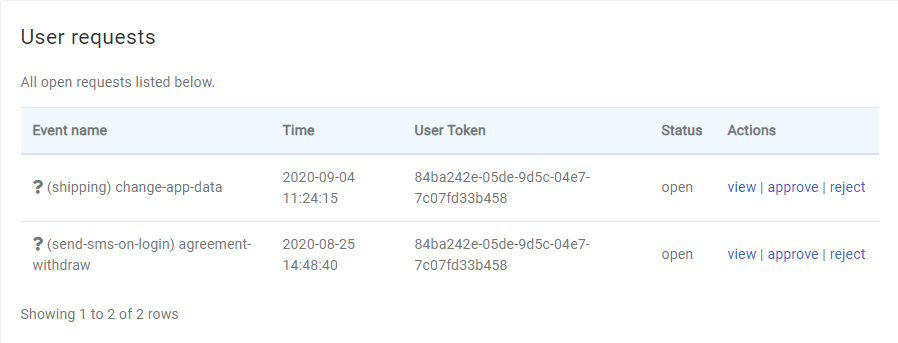 User requests
All open requests listed below.
Event name Time User Token Status Actions
? (shipping) change-app-data 2020-09-04 11:24:15 84ba242e-05de-9d5c-04e7-7c07fd33b458 open view | approve | reject
? (send-sms-on-login) agreement-withdraw 2020-08-25 14:48:40 84ba242e-05de-9d5c-04e7-7c07fd33b458 open view | approve | reject
Showing 1 to 2 of 2 rows